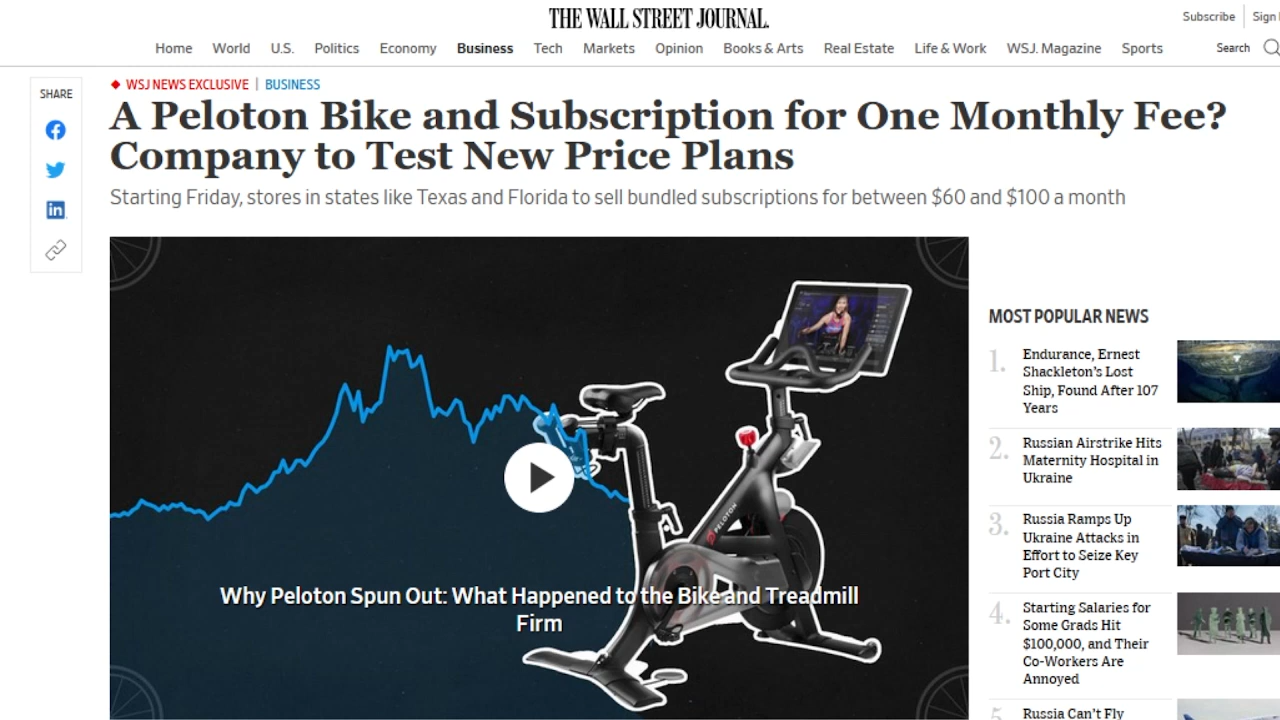 THE WALL STREET JOURNAL.
Subscribe
Sign
Home World U.S. Politics Economy Business Tech Markets Opinion Books & Arts Real Estate Life & Work WSJ. Magazine Sports Search
SHARE
in
WSJ NEWS EXCLUSIVE | BUSINESS
A Peloton Bike and Subscription for One Monthly Fee?
Company to Test New Price Plans
Starting Friday, stores in states like Texas and Florida to sell bundled subscriptions for between $60 and $100 a month
PELOTON
Why Peloton Spun Out: What Happened to the Bike and Treadmill
Firm
MOST POPULAR NEWS
1.
Endurance, Ernest
Shackleton's Lost
Ship, Found After 107
Years
2.
Russian Airstrike Hits
Maternity Hospital in
Ukraine
3.
Russia Ramps Up
Ukraine Attacks in
Effort to Seize Key
Port City
4.
Starting Salaries for
Some Grads Hit
$100,000, and Their
Co-Workers Are
Annoyed
5.
Russia Can't Fly